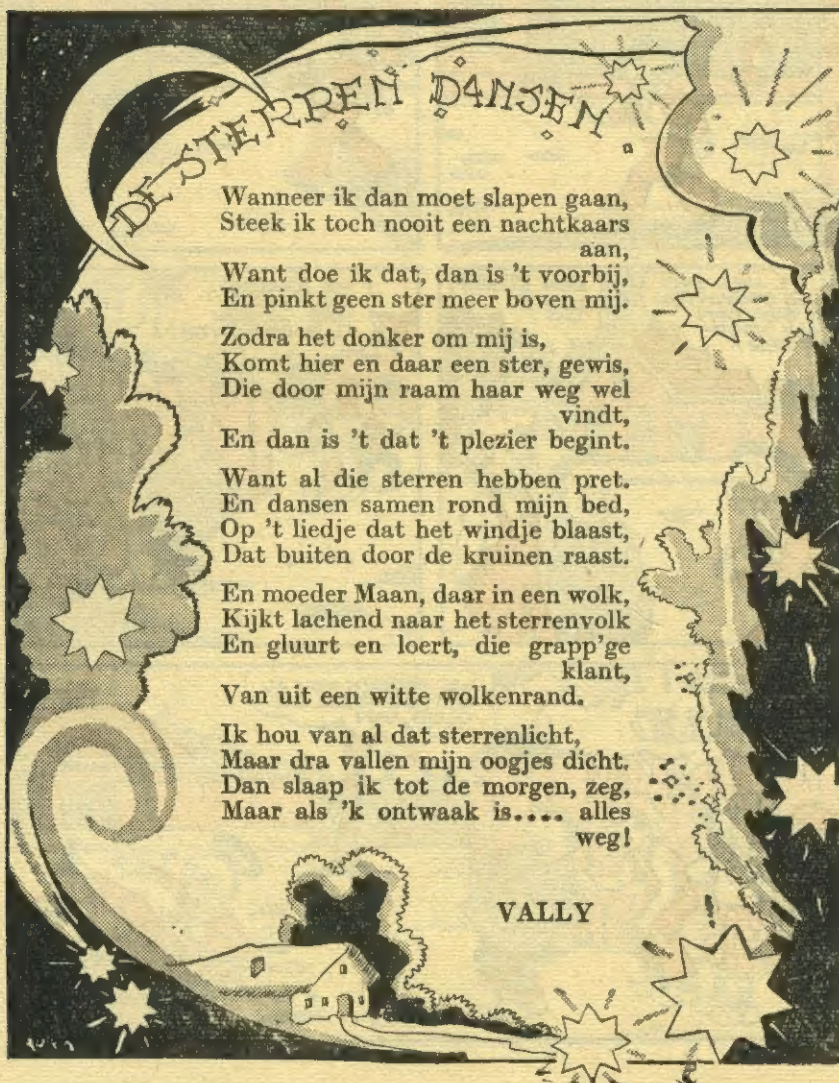 DE STERREN DANSEN
Wanneer ik dan moet slapen gaan,
Steek ik toch nooit een nachtkaars
aan,
Want doe ik dat, dan is 't voorbij,
En pinkt geen ster meer boven mij.
Zodra het donker om mij is,
Komt hier en daar een ster, gewis,
Die door mijn raam haar weg wel
vindt,
En dan is 't dat 't plezier begint.
Want al die sterren hebben pret.
En dansen samen rond mijn bed,
Op 't liedje dat het windje blaast,
Dat buiten door de kruinen raast.
En moeder Maan, daar in een wolk,
Kijkt lachend naar het sterrenvolk
En gluurt en loert, die grapp'ge
klant,
Van uit een witte wolkenrand.
Ik hou van al dat sterrenlicht,
Maar dra vallen mijn oogjes dicht.
Dan slaap ik tot de morgen, zeg,
Maar als 'k ontwaak is.... alles
weg!
VALLY